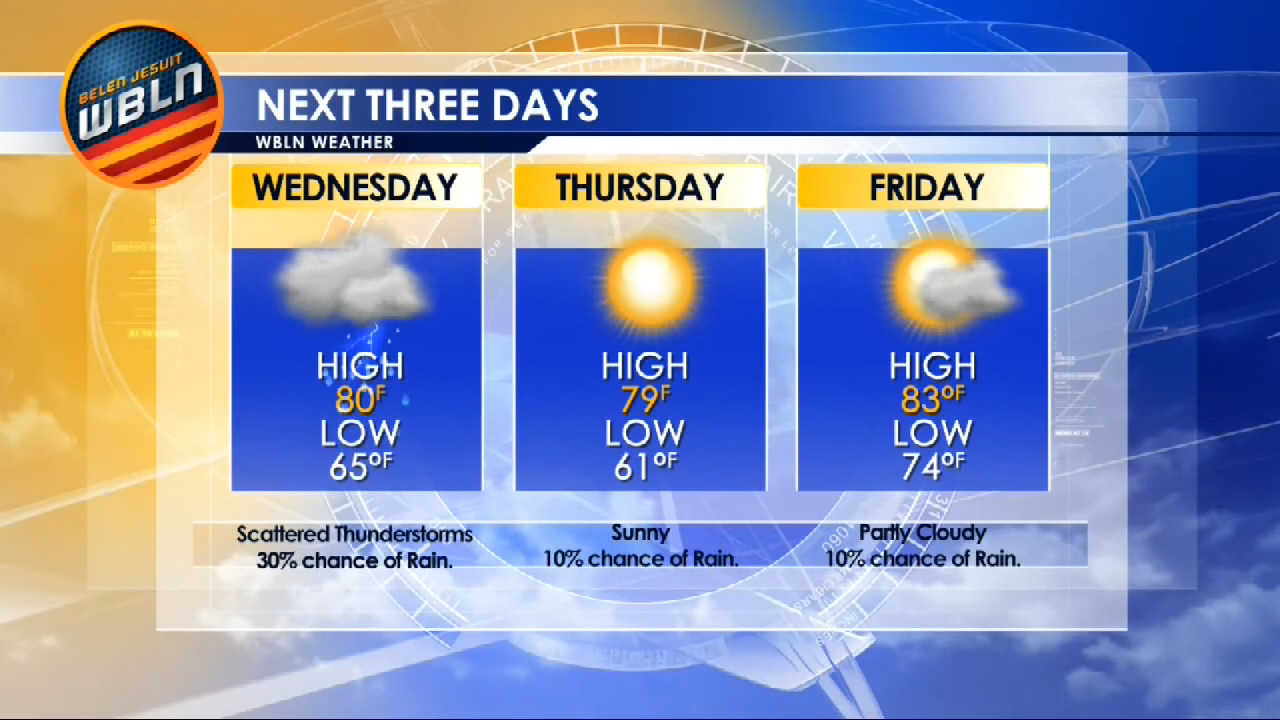 BELEN JESUIT
WBLN
NEXT THREE DAYS
WBLN WEATHER
WEDNESDAY
HIGH
80F
LOW
65ºF
Scattered Thunderstorms
30% chance of Rain.
THURSDAY
HIGH
79F
LOW
61ºF
Sunny
10% chance of Rain.
FRIDAY
HIGH
83ºF
LOW
74ºF
Partly Cloudy
10% chance of Rain.